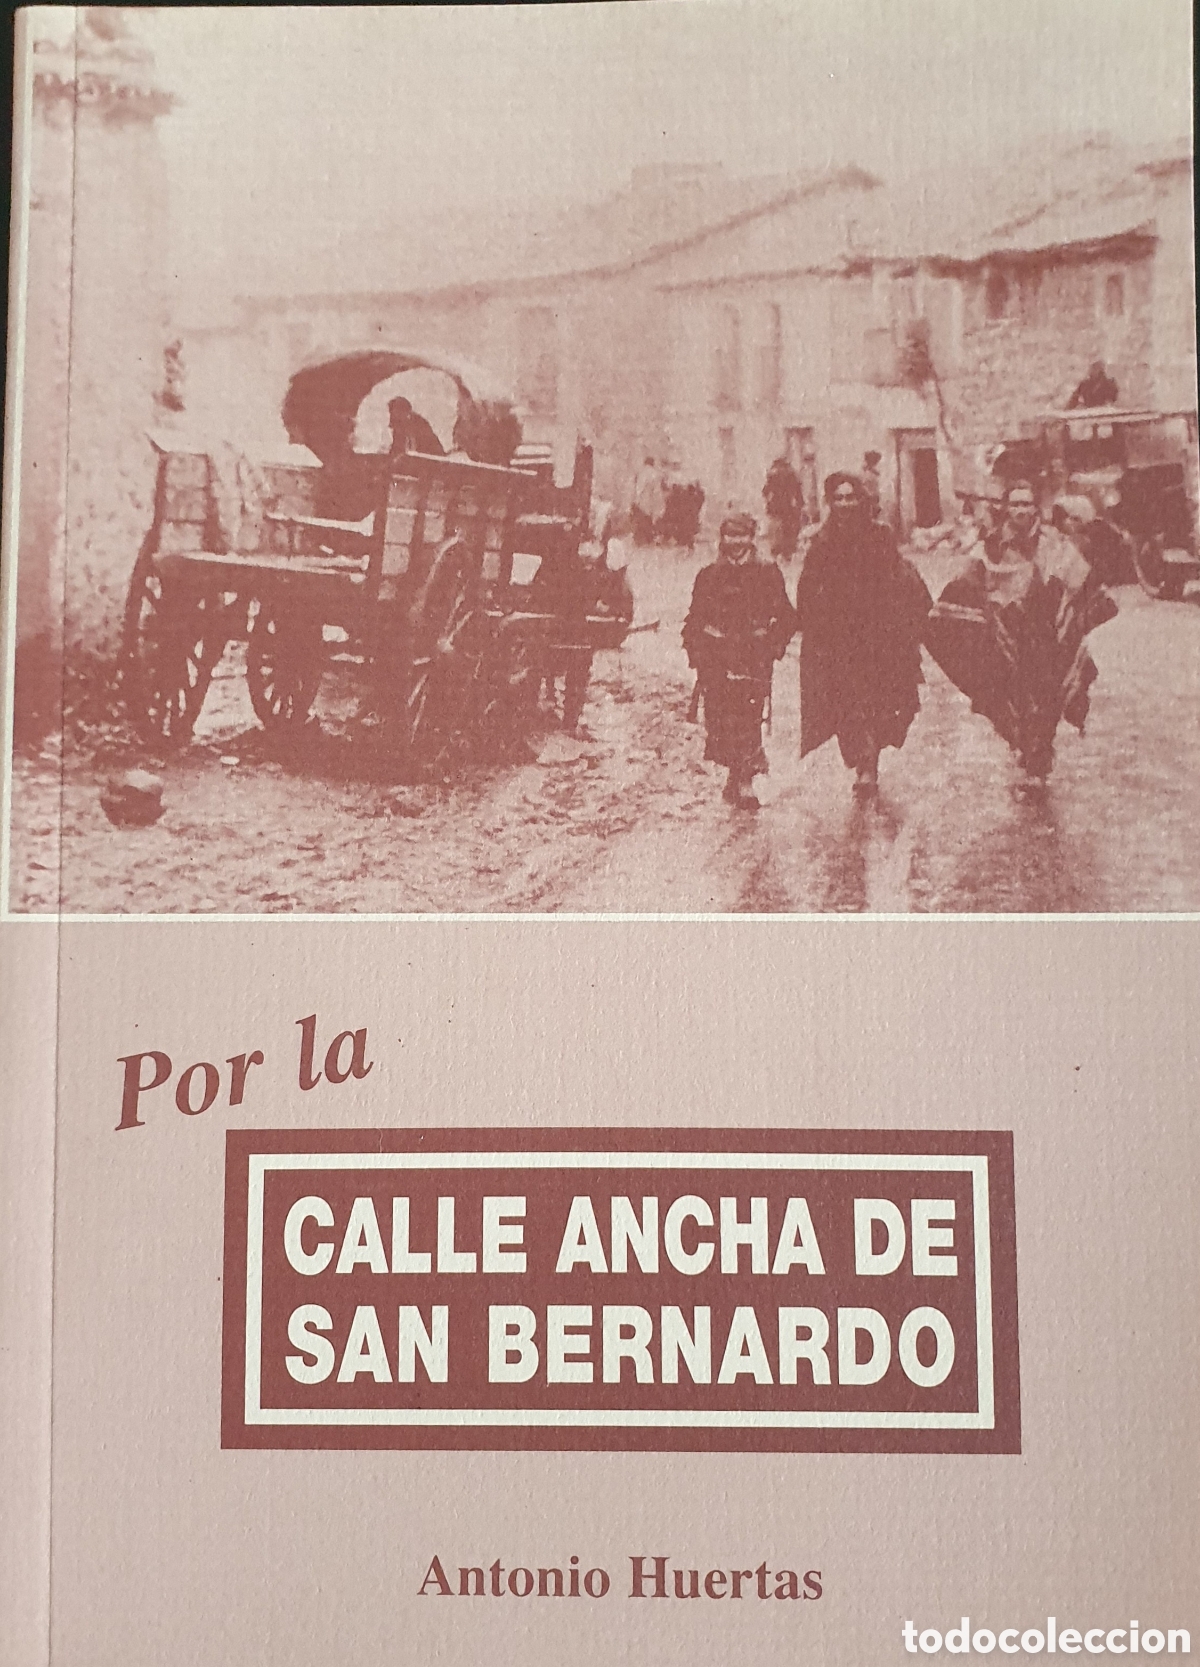 Por la
CALLE ANCHA DE
SAN BERNARDO
Antonio Huertas
todocoleccion